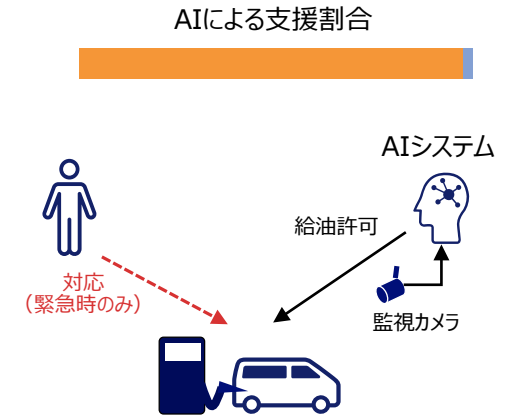 AIによる支援割合
AIシステム
給油許可
対応
（緊急時のみ）
監視カメラ